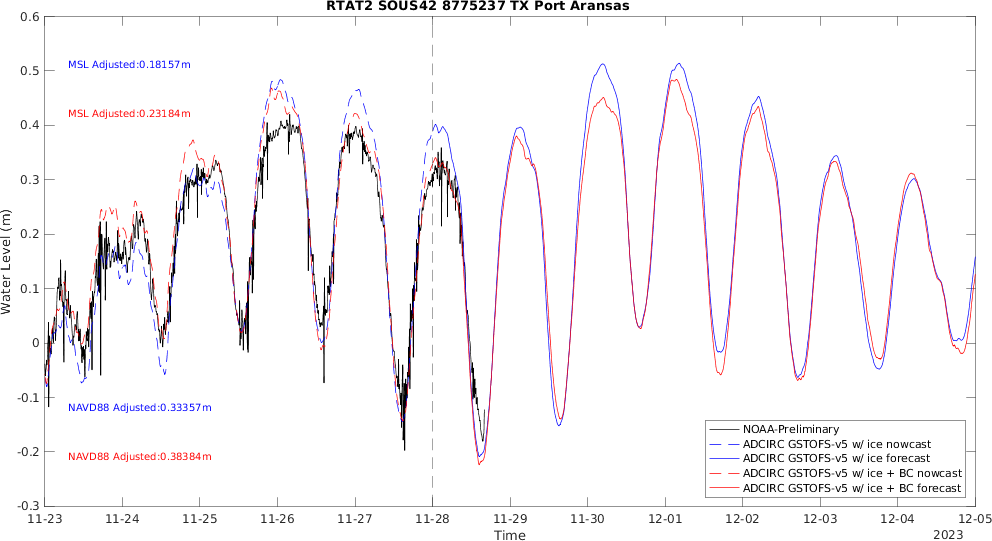 RTAT2 SOUS42 8775237 TX Port Aransas
0.6
0.5
0.4
0.3
0.2
0.1
0
-0.1
-0.2
-0.3
Water Level (m)
MSL Adjusted:0.18157m
MSL Adjusted:0.23184m
NAVD88 Adjusted:0.33357m
NAVD88 Adjusted:0.38384m
NOAA-Preliminary
ADCIRC GSTOFS-v5 w/ ice nowcast
ADCIRC GSTOFS-v5 w/ ice forecast
ADCIRC GSTOFS-v5 w/ ice + BC nowcast
ADCIRC GSTOFS-v5 w/ ice + BC forecast
11-23 11-24 11-25 11-26 11-27 11-28 11-29 11-30 12-01 12-02 12-03 12-04 12-05
Time
2023